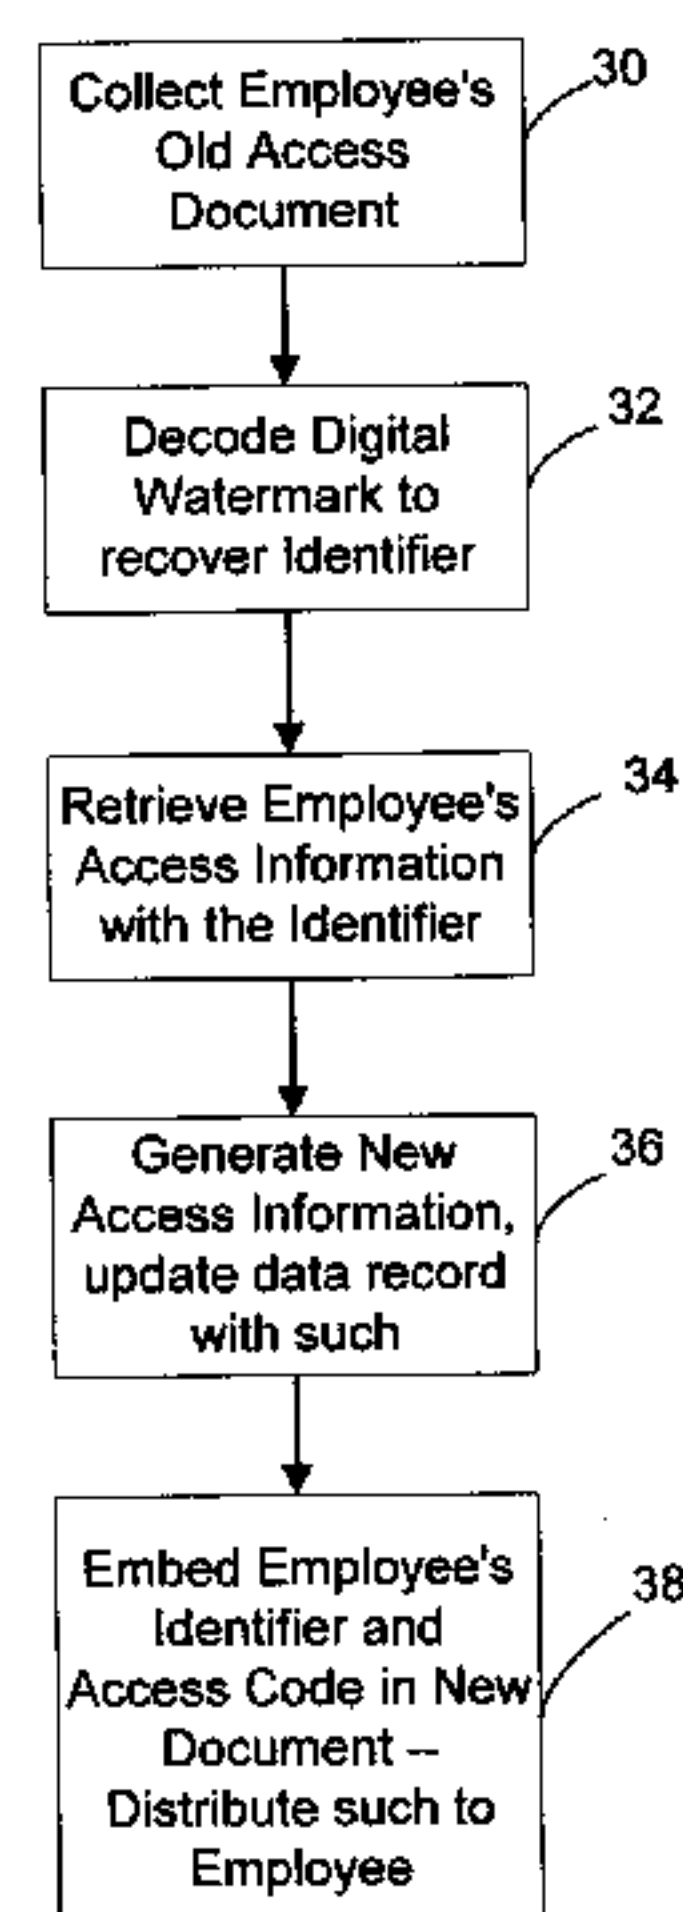 Collect Employee's
Old Access
Document
30
Decode Digital
Watermark to
recover Identifier
32
Retrieve Employee's
Access Information
with the Identifier
34
Generate New
Access Information,
update data record
with such
36
Embed Employee's
Identifier and
Access Code in New
Document --
Distribute such to
Employee
38